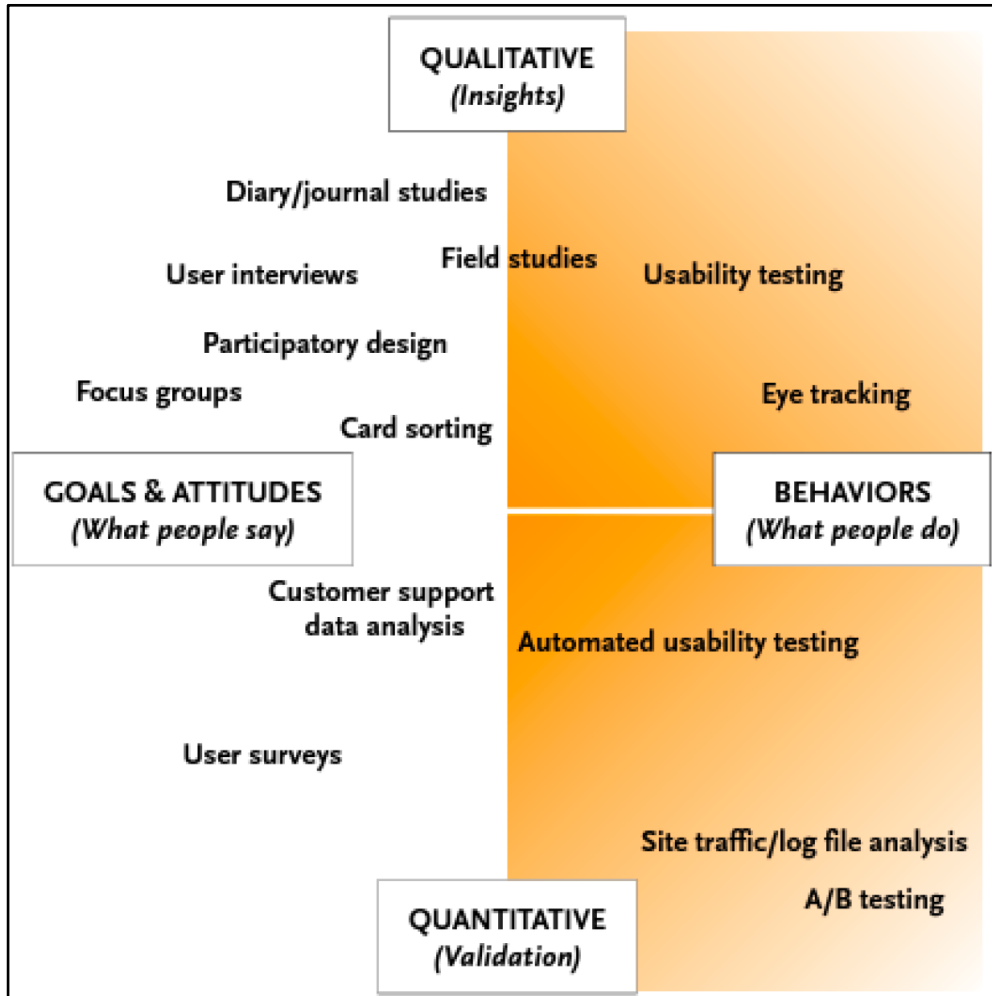 QUALITATIVE
(Insights)
Diary/journal studies
Field studies
User interviews
Usability testing
Participatory design
Focus groups
Eye tracking
Card sorting
GOALS & ATTITUDES
(What people say)
BEHAVIORS
(What people do)
Customer support
data analysis
Automated usability testing
User surveys
Site traffic/log file analysis
A/B testing
QUANTITATIVE
(Validation)